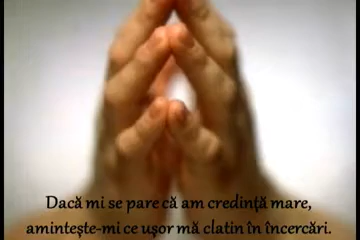 Dacă mi se pare că am credință mare,
amintește-mi ce ușor mă clatin în încercări.